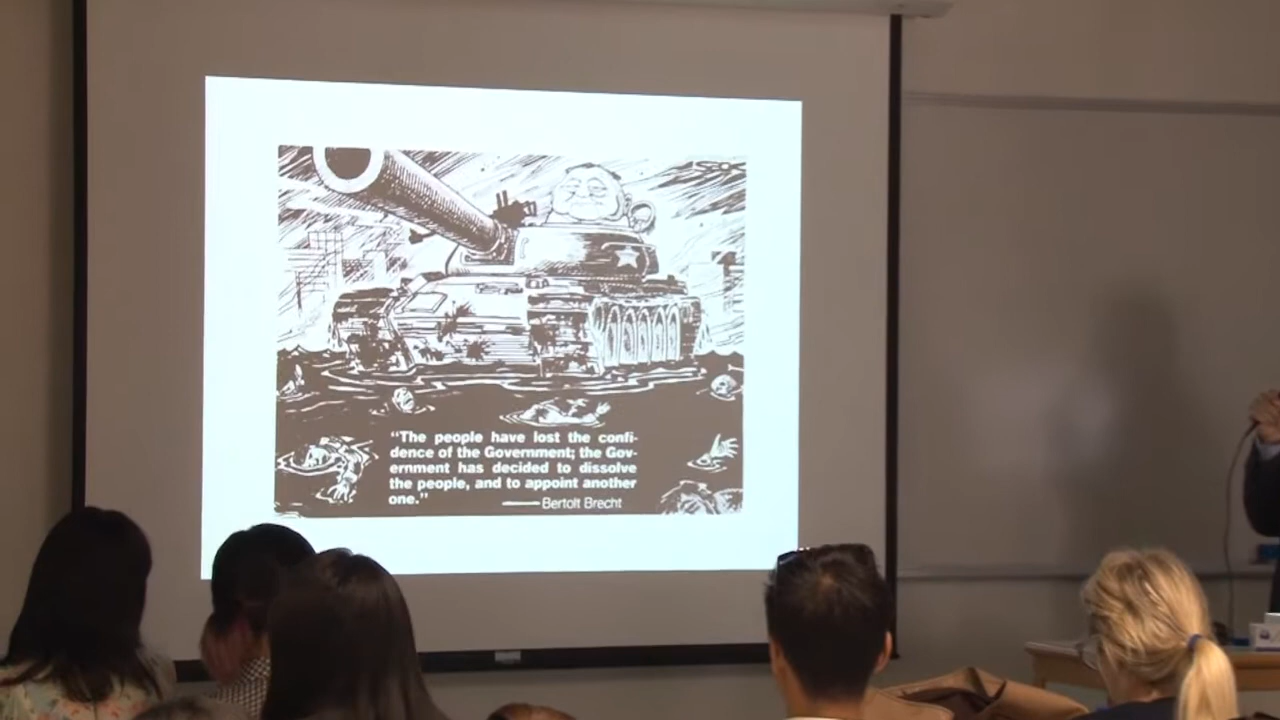 “The people have lost the confi-
dence of the Government; the Gov-
ernment has decided to dissolve
the people, and to appoint another
one.”
—Bertolt Brecht